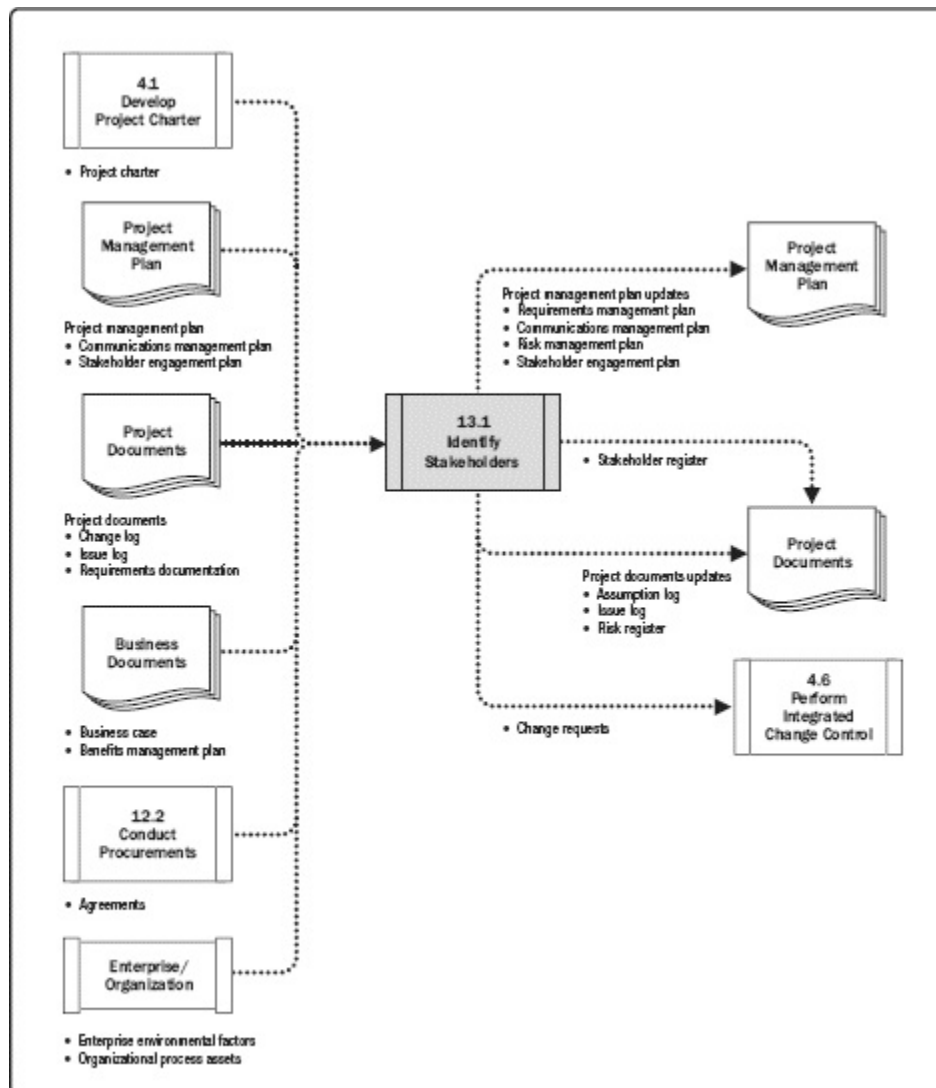 4.1
Develop
Project Charter
• Project charter
Project
Management
Plan
Project management plan
• Communications management plan
• Stakeholder engagement plan
Project
Documents
Project documents
• Change log
• Issue log
• Requirements documentation
Business
Documents
• Business case
• Benefits management plan
12.2
Conduct
Procurements
• Agreements
Enterprise/
Organization
• Enterprise environmental factors
• Organizational process assets
13.1
Identify
Stakeholders
Project management plan updates
• Requirements management plan
• Communications management plan
• Risk management plan
• Stakeholder engagement plan
Project
Management
Plan
• Stakeholder register
Project
Documents
Project documents updates
• Assumption log
• Issue log
• Risk register
• Change requests
4.6
Perform
Integrated
Change Control